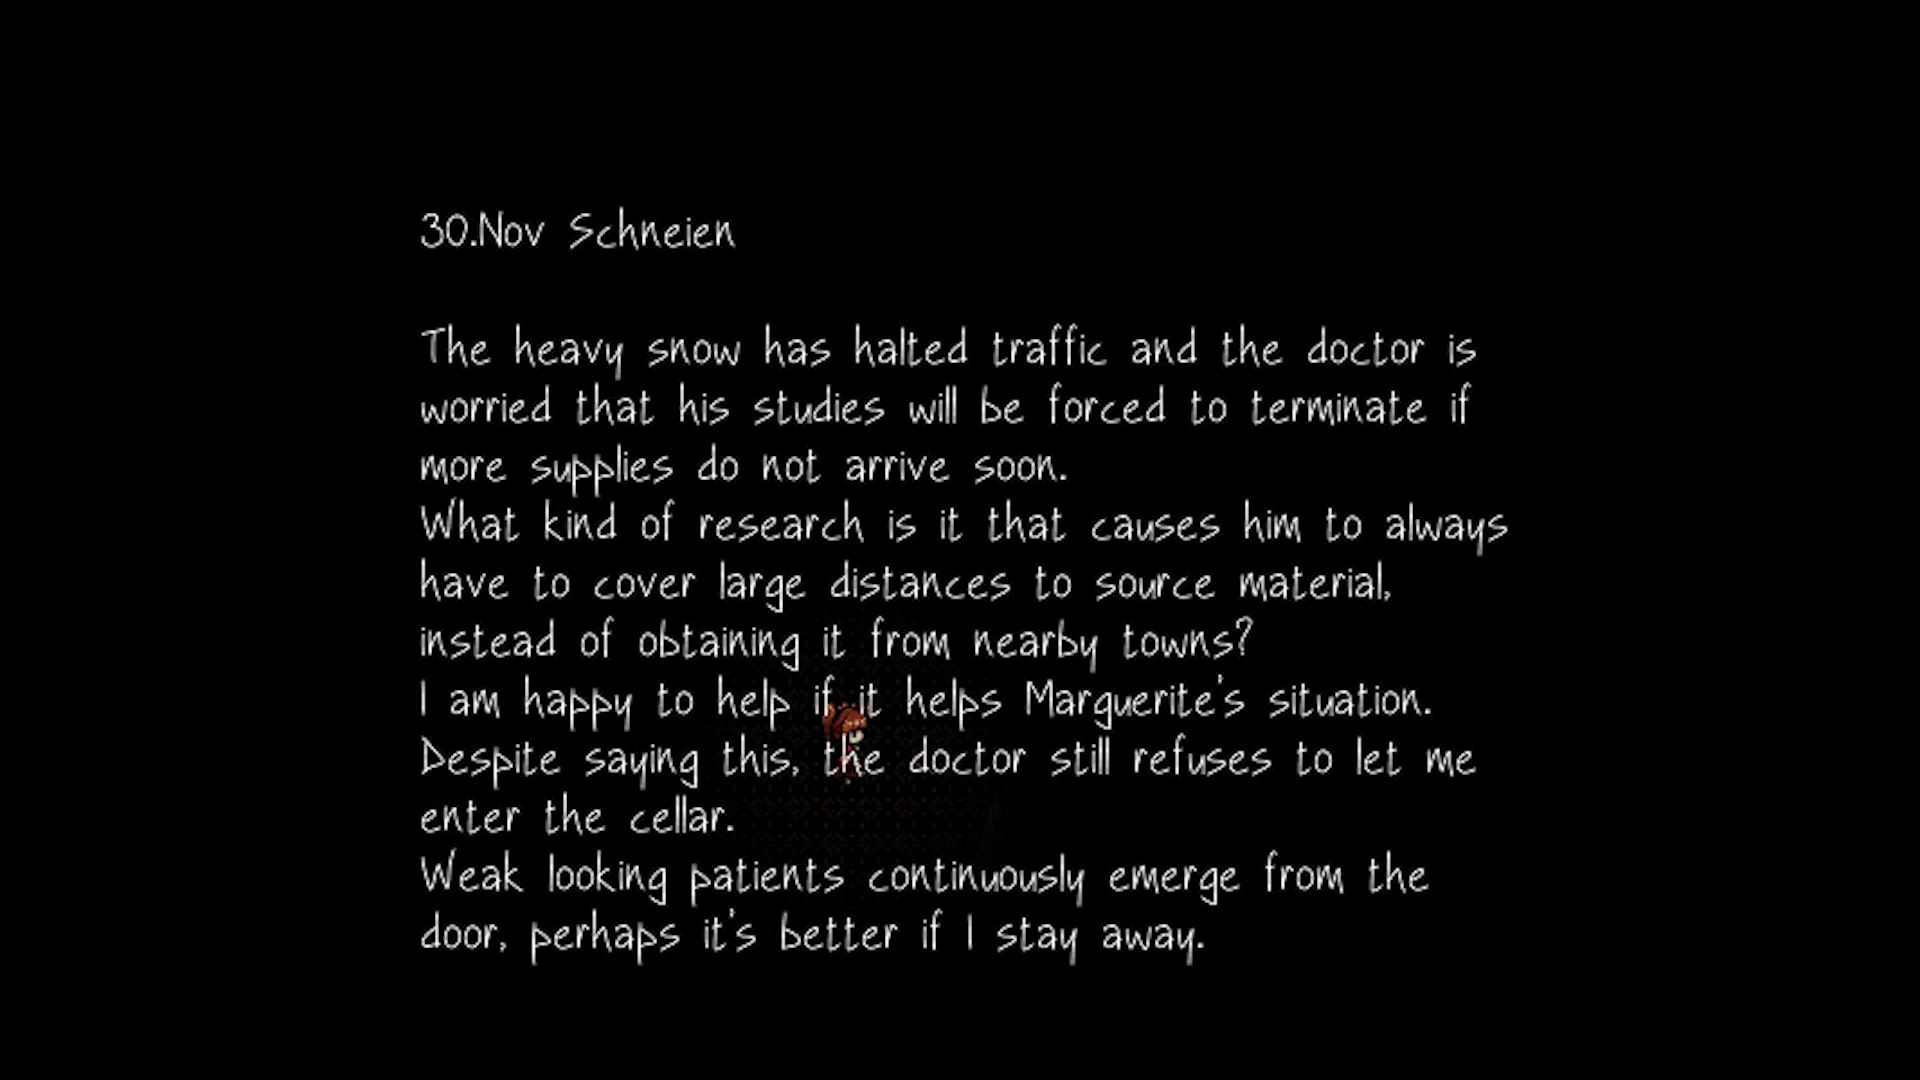 30.Nov Schneien
The heavy snow has halted traffic and the doctor is
worried that his studies will be forced to terminate if
more supplies do not arrive soon.
What kind of research is it that causes him to always
have to cover large distances to source material,
instead of obtaining it from nearby towns?
I am happy to help if it helps Marguerite's situation.
Despite saying this, the doctor still refuses to let me
enter the cellar.
Weak looking patients continuously emerge from the
door, perhaps it's better if I stay away.